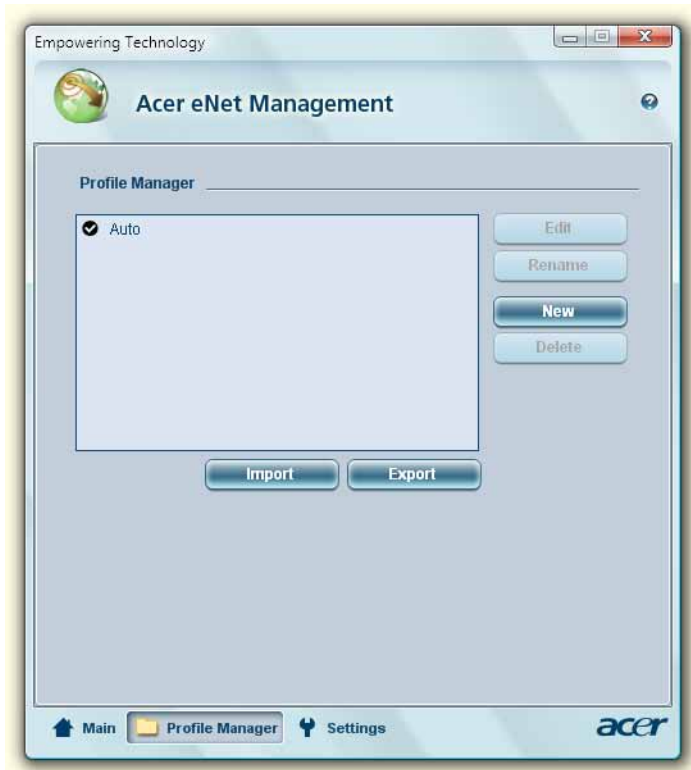 Empowering Technology
Acer eNet Management
Profile Manager
Auto
Edit
Rename
New
Delete
Import Export
Main Profile Manager Settings
acer